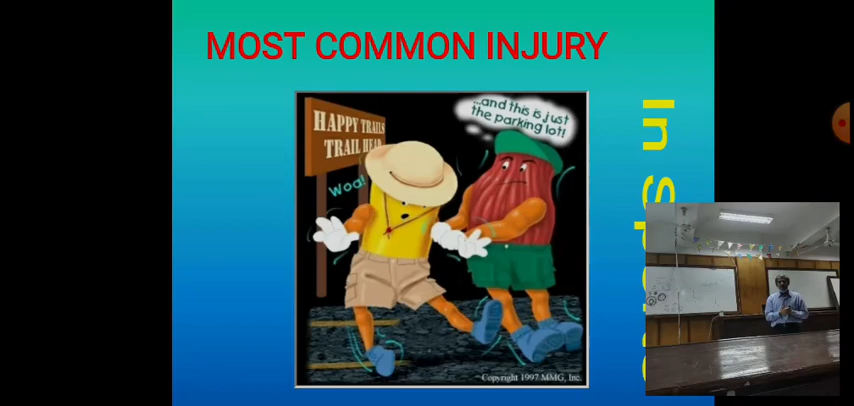 MOST COMMON INJURY
HAPPY TRAILS
TRAIL HEAD
...and this is just
the parking lot!
Woa!
In
Copyright 1997 MMG, Inc.